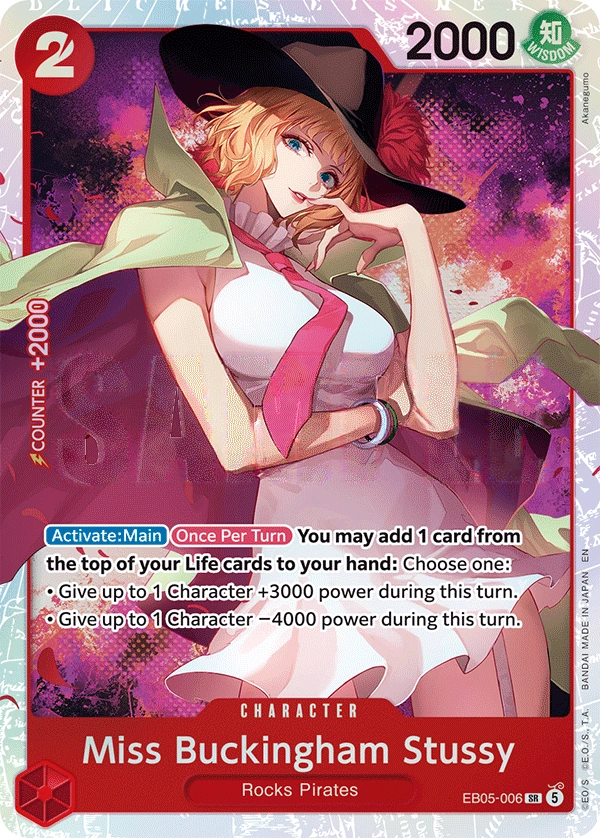 2
2000
知
WISDOM
Akanegumo
COUNTER +2000
SAMPLE
Activate:Main Once Per Turn You may add 1 card from
the top of your Life cards to your hand: Choose one:
• Give up to 1 Character +3000 power during this turn.
• Give up to 1 Character −4000 power during this turn.
CHARACTER
Miss Buckingham Stussy
Rocks Pirates
EB05-006 SR 5
©EO/S ©E.O./S, T.A. BANDAI MADE IN JAPAN EN